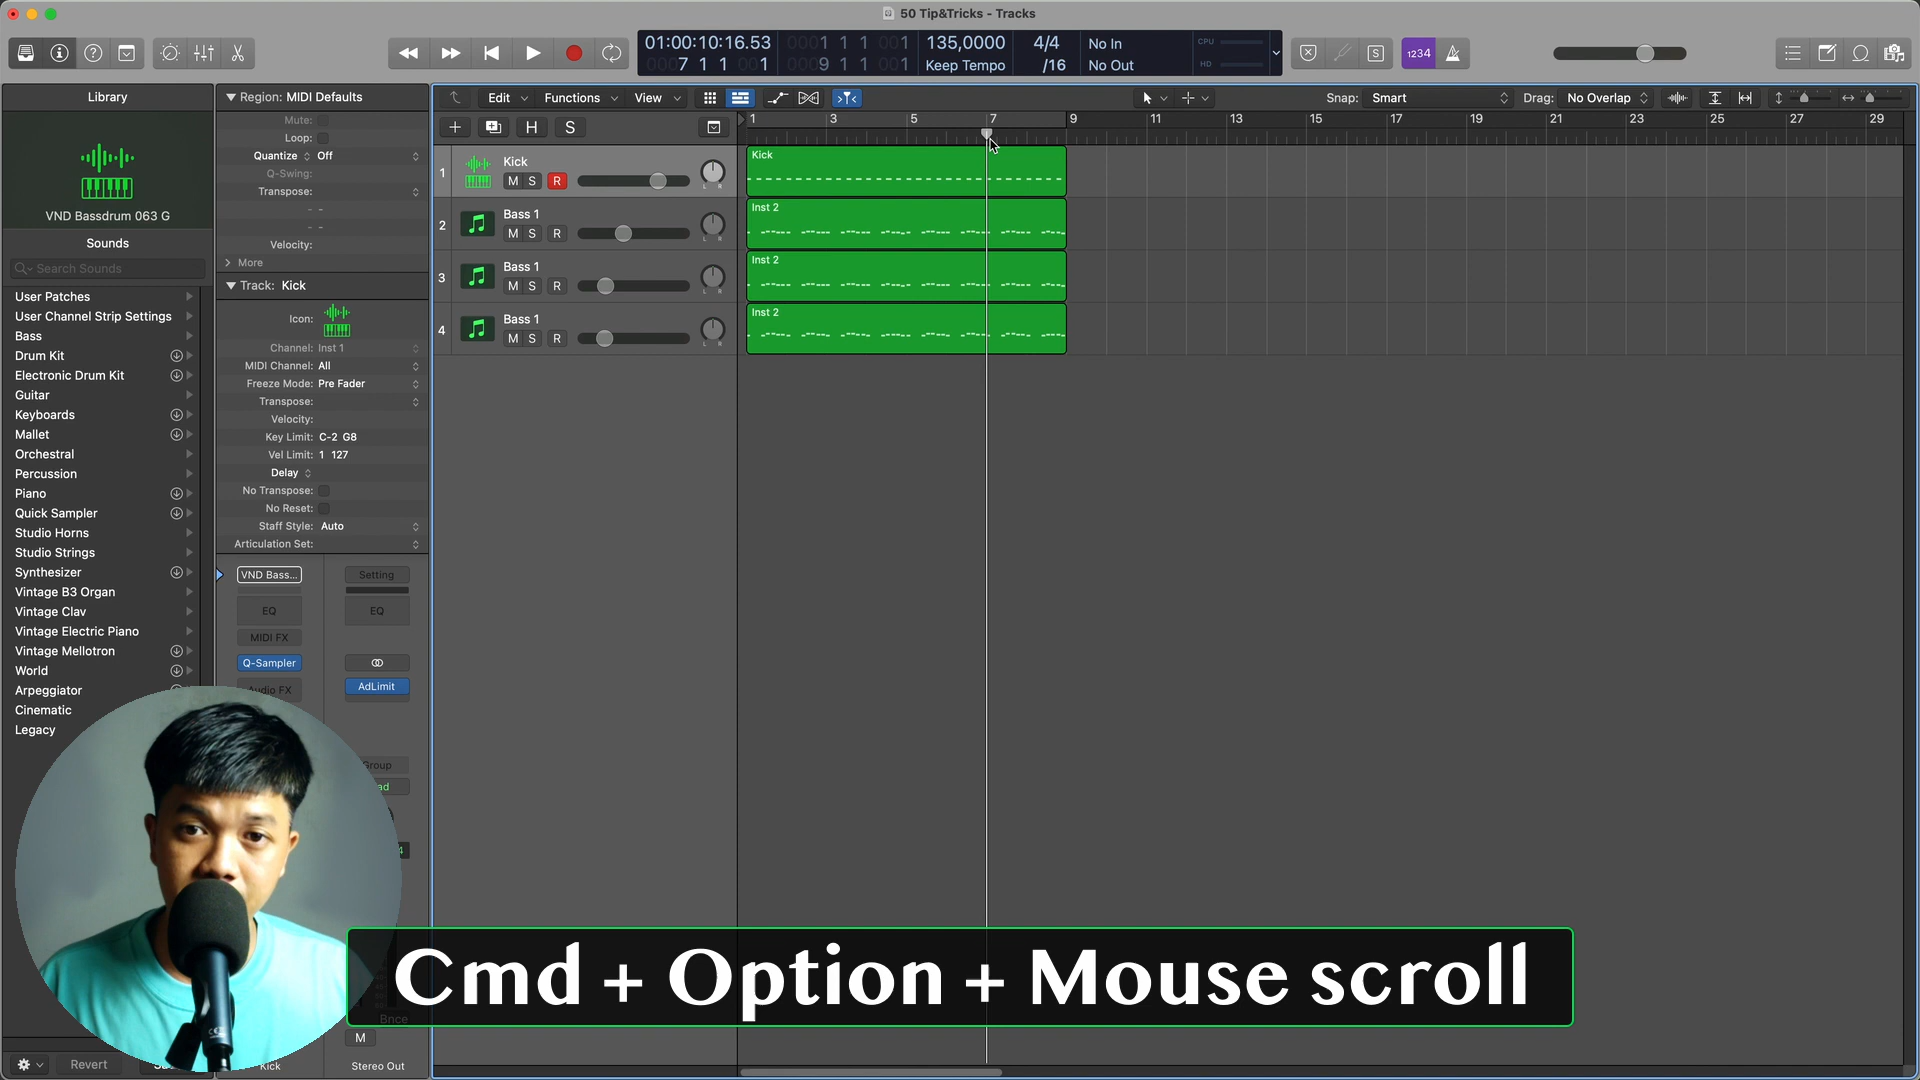 50 Tip&Tricks - Tracks
01:00:10:16.53
0001 1 1 001
135,0000
4/4
No In
CPU
0007 1 1 001
0009 1 1 001
Keep Tempo
/16
No Out
HD
1234
Library
Region: MIDI Defaults
Edit
Functions
View
Snap: Smart
Drag: No Overlap
H
S
1
3
5
7
9
11
13
15
17
19
21
23
25
27
29
VND Bassdrum 063 G
Sounds
Search Sounds
User Patches
User Channel Strip Settings
Bass
Drum Kit
Electronic Drum Kit
Guitar
Keyboards
Mallet
Orchestral
Percussion
Piano
Quick Sampler
Studio Horns
Studio Strings
Synthesizer
Vintage B3 Organ
Vintage Clav
Vintage Electric Piano
Vintage Mellotron
World
Arpeggiator
Cinematic
Legacy
Revert
Mute:
Loop:
Quantize Off
Q-Swing:
Transpose:
- -
- -
Velocity:
More
Track: Kick
Icon:
Channel: Inst 1
MIDI Channel: All
Freeze Mode: Pre Fader
Transpose:
Velocity:
Key Limit: C-2 G8
Vel Limit: 1 127
Delay
No Transpose:
No Reset:
Staff Style: Auto
Articulation Set:
VND Bass...
Setting
EQ
EQ
MIDI FX
Q-Sampler
Audio FX
AdLimit
Group
Bnce
M
Kick
Stereo Out
1
Kick
M S R
L R
Kick
2
Bass 1
M S R
L R
Inst 2
3
Bass 1
M S R
L R
Inst 2
4
Bass 1
M S R
L R
Inst 2
Cmd + Option + Mouse scroll